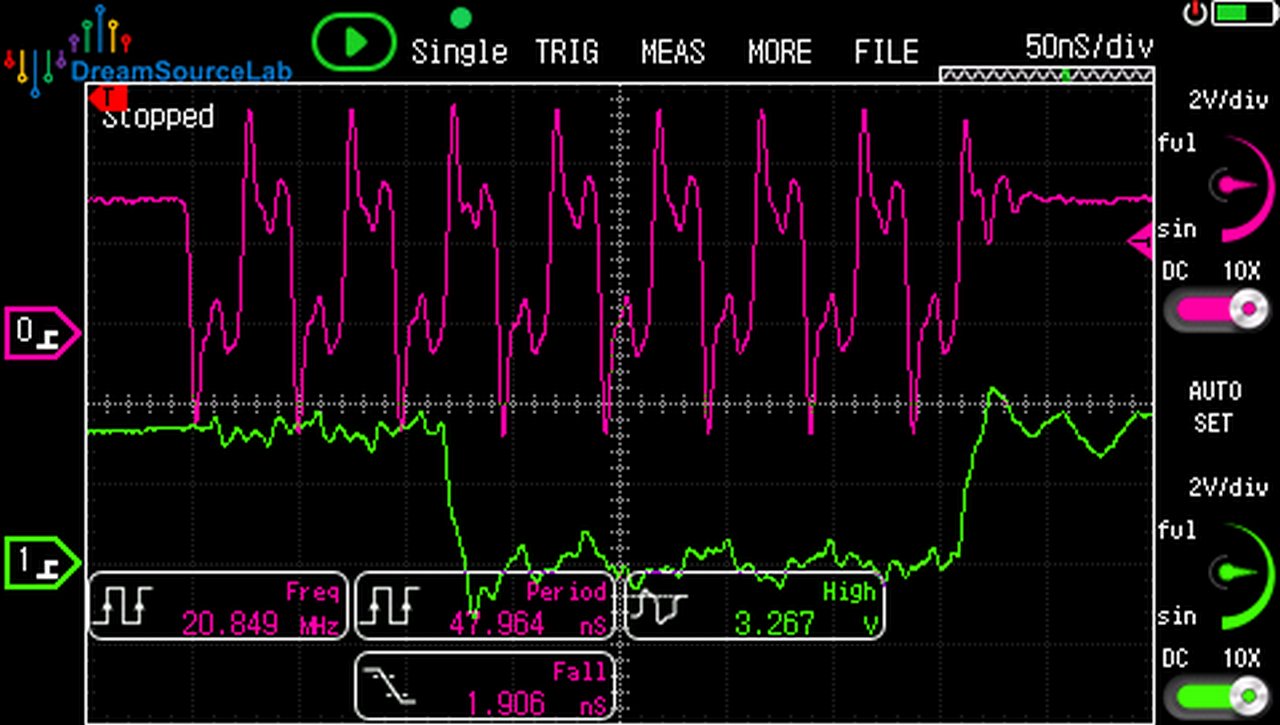 DreamSourceLab
Single TRIG MEAS MORE FILE 50nS/div
T
Stopped
2V/div
ful
sin
DC 10X
T
0
AUTO
SET
2V/div
ful
sin
DC 10X
1
Freq
20.849 MHz
Period
47.964 nS
High
3.267 V
Fall
1.906 nS